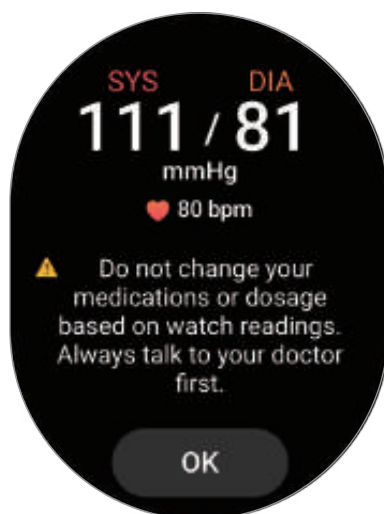 SYS DIA
111 / 81
mmHg
80 bpm
Do not change your
medications or dosage
based on watch readings.
Always talk to your doctor
first.
OK